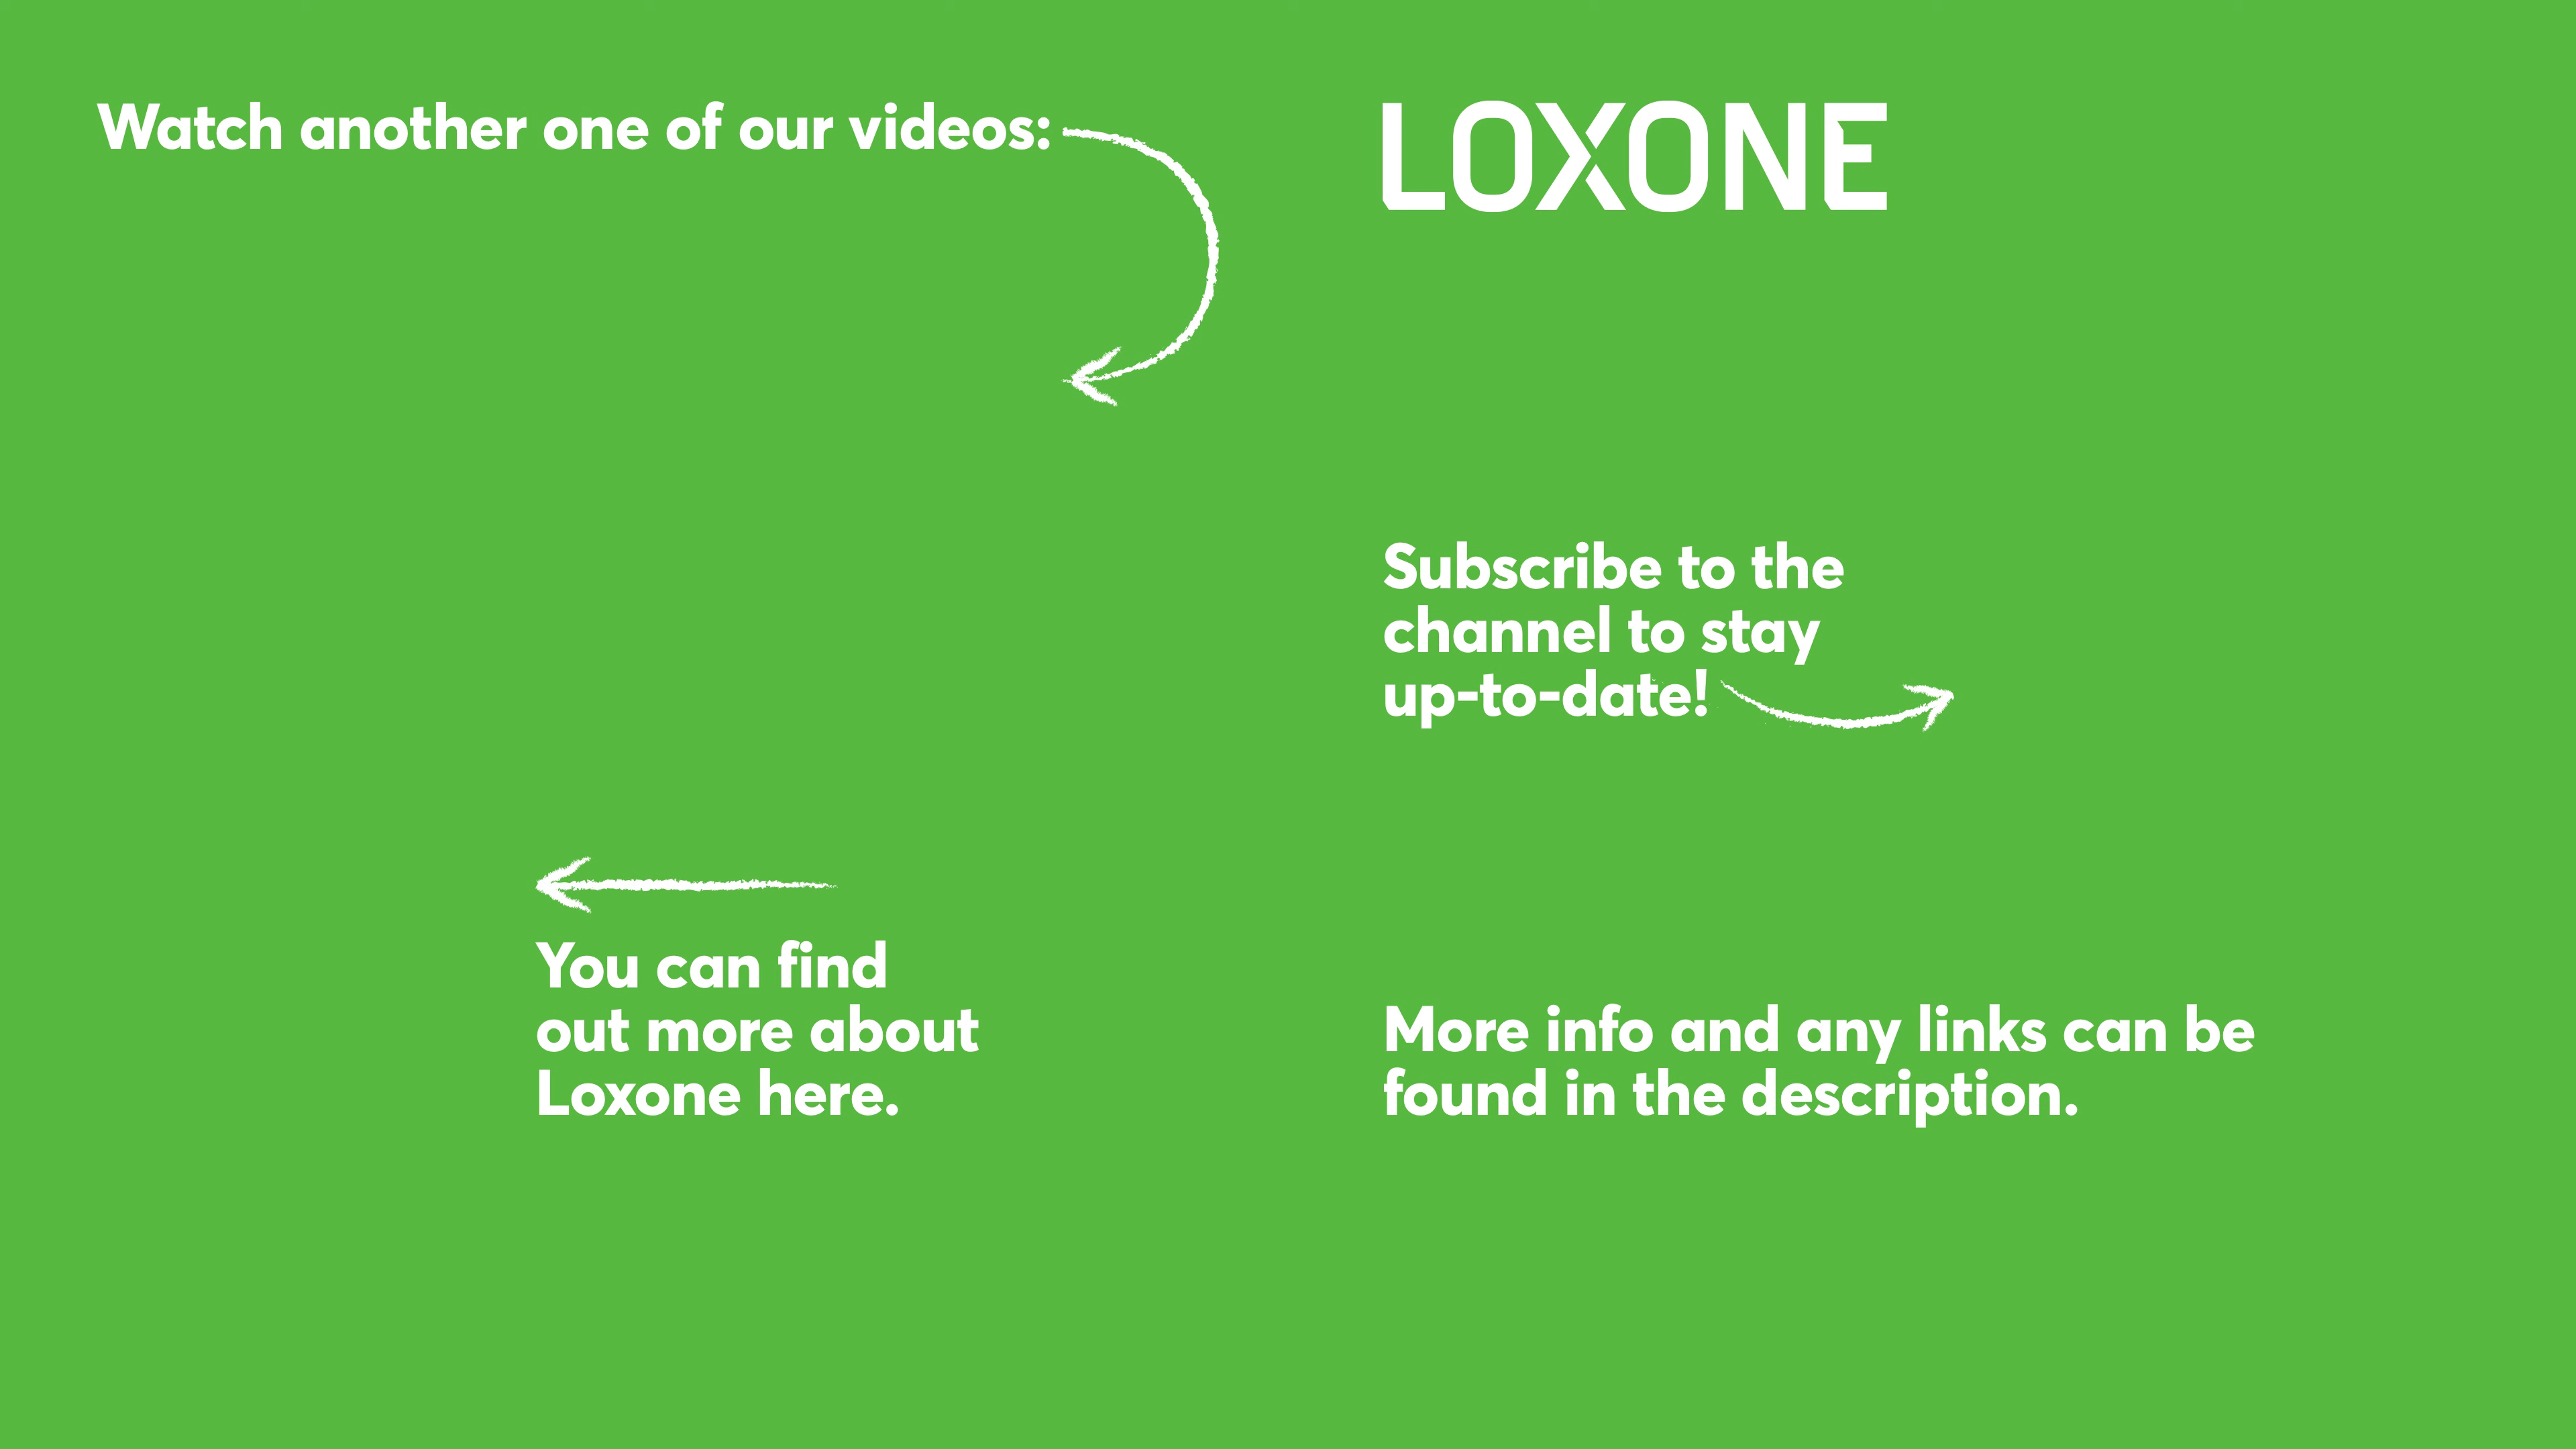 Watch another one of our videos:
LOXONE
Subscribe to the
channel to stay
up-to-date!
You can find
out more about
Loxone here.
More info and any links can be
found in the description.